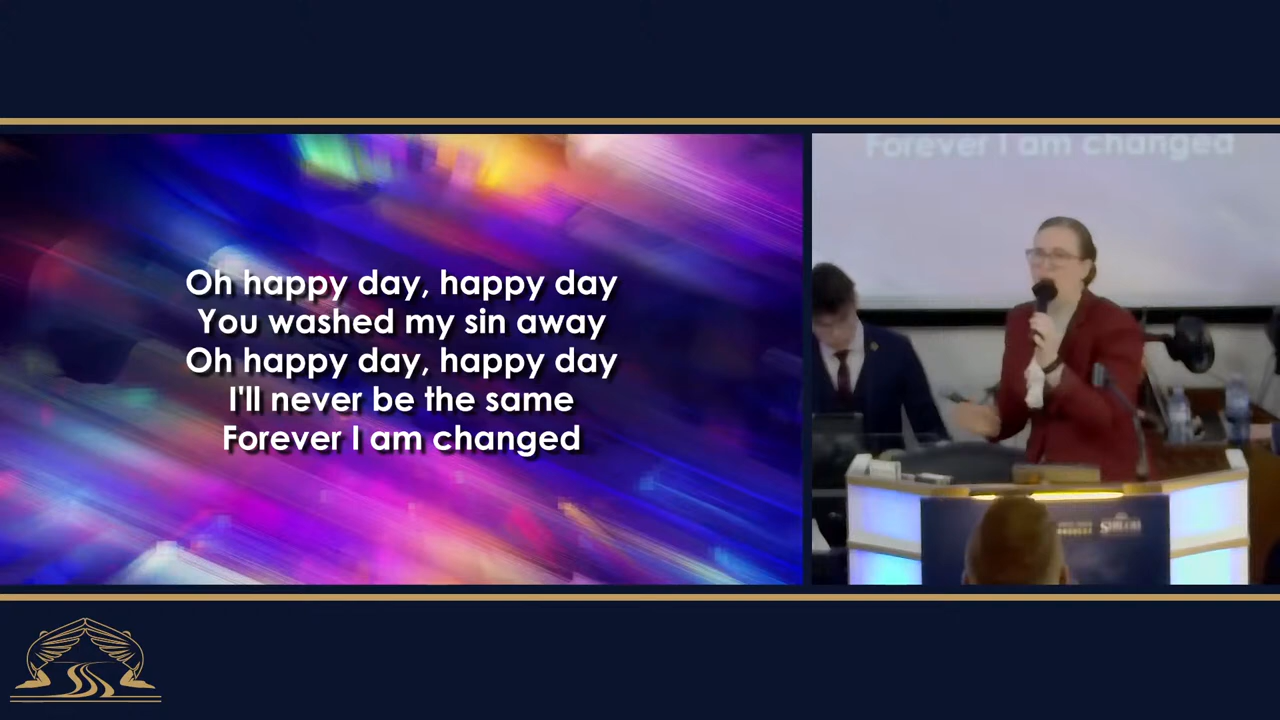 Oh happy day, happy day
You washed my sin away
Oh happy day, happy day
I'll never be the same
Forever I am changed
Forever I am changed